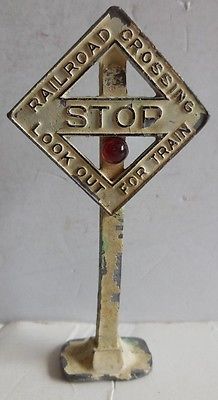 RAILROAD CROSSING
STOP
LOOK OUT FOR TRAIN